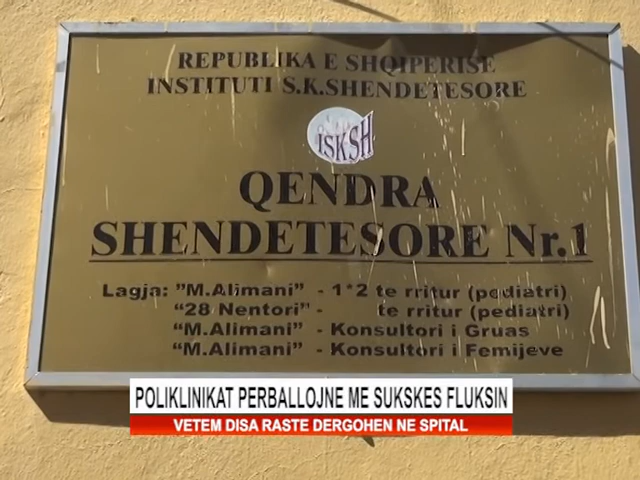 REPUBLIKA E SHQIPERISE
INSTITUTI S.K.SHENDETESORE
ISKSH
QENDRA
SHENDETESORE Nr.1
Lagja: "M.Alimani" - 1*2 te rritur (pediatri)
"28 Nentori" - te rritur (pediatri)
"M.Alimani" - Konsultori i Gruas
"M.Alimani" - Konsultori i Femijeve
POLIKLINIKAT PERBALLOJNE ME SUKSKES FLUKSIN
VETEM DISA RASTE DERGOHEN NE SPITAL